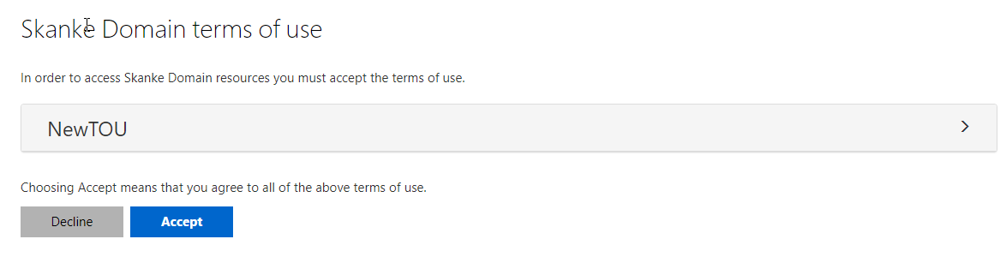 Skanke Domain terms of use
In order to access Skanke Domain resources you must accept the terms of use.
NewTOU
Choosing Accept means that you agree to all of the above terms of use.
Decline
Accept